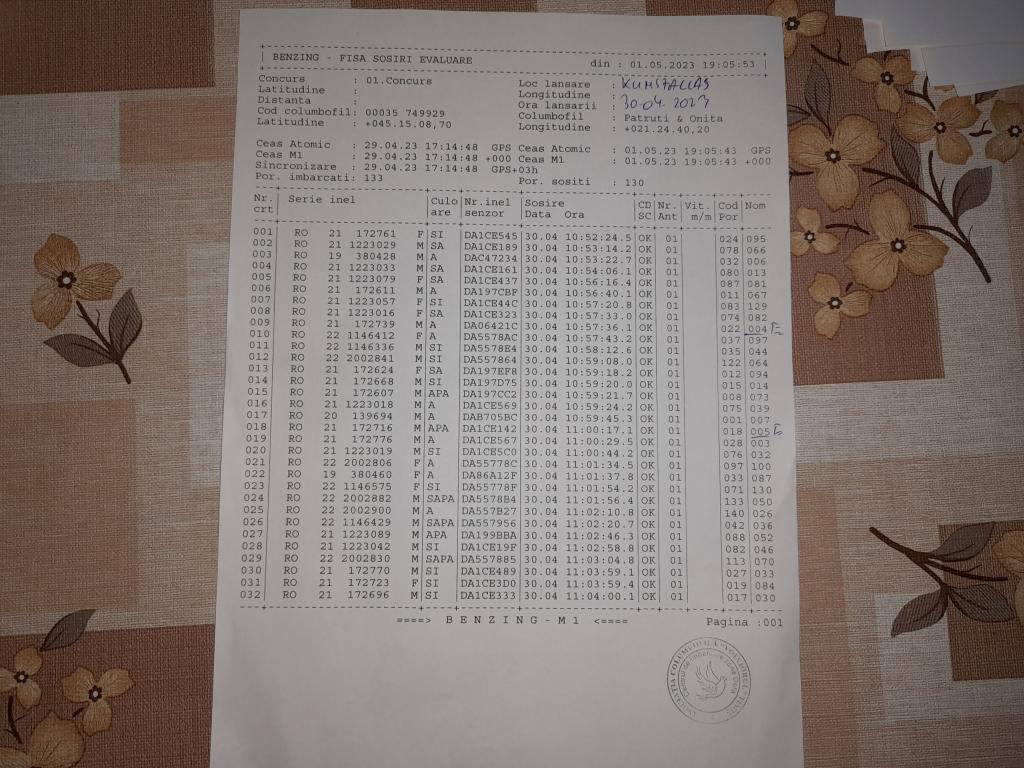 BENZING - FISA SOSIRI EVALUARE din : 01.05.2023 19:05:53
Concurs : 01.Concurs Loc lansare :
Latitudine : Longitudine :
Distanta : Ora lansarii : 30-04.2023
Cod columbofil: 00035 749929 Columbofil : Patruti & Onita
Latitudine : +045.15.08,70 Longitudine : +021.24.40,20
Ceas Atomic : 29.04.23 17:14:48 GPS Ceas Atomic : 01.05.23 19:05:43 GPS
Ceas M1 : 29.04.23 17:14:48 +000 Ceas M1 : 01.05.23 19:05:43 +000
Sincronizare : 29.04.23 17:14:48 GPS+03h
Por. imbarcati: 133 Por. sositi : 130
Nr. Serie inel Culo Nr.inel Sosire CD Nr. Vit. Cod Nom
crt are senzor Data Ora SC Ant m/m Por
001 RO 21 172761 F SI DA1CE545 30.04 10:52:24.5 OK 01 024 095
002 RO 21 1223029 M SA DA1CE189 30.04 10:53:14.2 OK 01 078 066
003 RO 19 380428 M A DAC47234 30.04 10:53:22.7 OK 01 032 006
004 RO 21 1223033 M SA DA1CE161 30.04 10:54:06.1 OK 01 080 013
005 RO 21 1223079 F SA DA1CE437 30.04 10:56:16.4 OK 01 087 081
006 RO 21 172611 M A DA197CBF 30.04 10:56:40.1 OK 01 011 067
007 RO 21 1223057 F SI DA1CE44C 30.04 10:57:20.8 OK 01 083 129
008 RO 21 1223016 F SA DA1CE323 30.04 10:57:33.0 OK 01 074 082
009 RO 21 172739 M A DA06421C 30.04 10:57:36.1 OK 01 022 004
010 RO 22 1146412 F A DA5578AC 30.04 10:57:43.2 OK 01 037 097
011 RO 22 1146336 M SI DA5578E4 30.04 10:58:12.6 OK 01 035 044
012 RO 22 2002841 M SI DA557864 30.04 10:59:08.0 OK 01 122 064
013 RO 21 172624 F SA DA197EF8 30.04 10:59:18.2 OK 01 012 094
014 RO 21 172668 M SI DA197D75 30.04 10:59:20.0 OK 01 015 014
015 RO 21 172607 M APA DA197CC2 30.04 10:59:21.7 OK 01 008 073
016 RO 21 1223018 M A DA1CE569 30.04 10:59:24.2 OK 01 075 039
017 RO 20 139694 M A DAB705BC 30.04 10:59:45.3 OK 01 001 007
018 RO 21 172716 M APA DA1CE142 30.04 11:00:17.1 OK 01 018 005
019 RO 21 172776 M A DA1CE567 30.04 11:00:29.5 OK 01 028 003
020 RO 21 1223019 M SI DA1CE5C0 30.04 11:00:44.2 OK 01 076 032
021 RO 22 2002806 F A DA55778C 30.04 11:01:34.5 OK 01 097 100
022 RO 19 380460 F A DA86A12F 30.04 11:01:37.8 OK 01 033 087
023 RO 22 1146575 F SI DA55778F 30.04 11:01:54.2 OK 01 071 130
024 RO 22 2002882 M SAPA DA5578B4 30.04 11:01:56.4 OK 01 133 050
025 RO 22 2002900 M A DA557B27 30.04 11:02:10.8 OK 01 140 026
026 RO 22 1146429 M SAPA DA557956 30.04 11:02:20.7 OK 01 042 036
027 RO 21 1223089 M APA DA199BBA 30.04 11:02:46.3 OK 01 088 052
028 RO 21 1223042 M SI DA1CE19F 30.04 11:02:58.8 OK 01 082 046
029 RO 22 2002830 M SAPA DA557885 30.04 11:03:04.8 OK 01 113 070
030 RO 21 172770 M SI DA1CE489 30.04 11:03:59.1 OK 01 027 033
031 RO 21 172723 F SI DA1CE3D0 30.04 11:03:59.4 OK 01 019 084
032 RO 21 172696 M SI DA1CE333 30.04 11:04:00.1 OK 01 017 030
====> B E N Z I N G - M 1 <==== Pagina :001